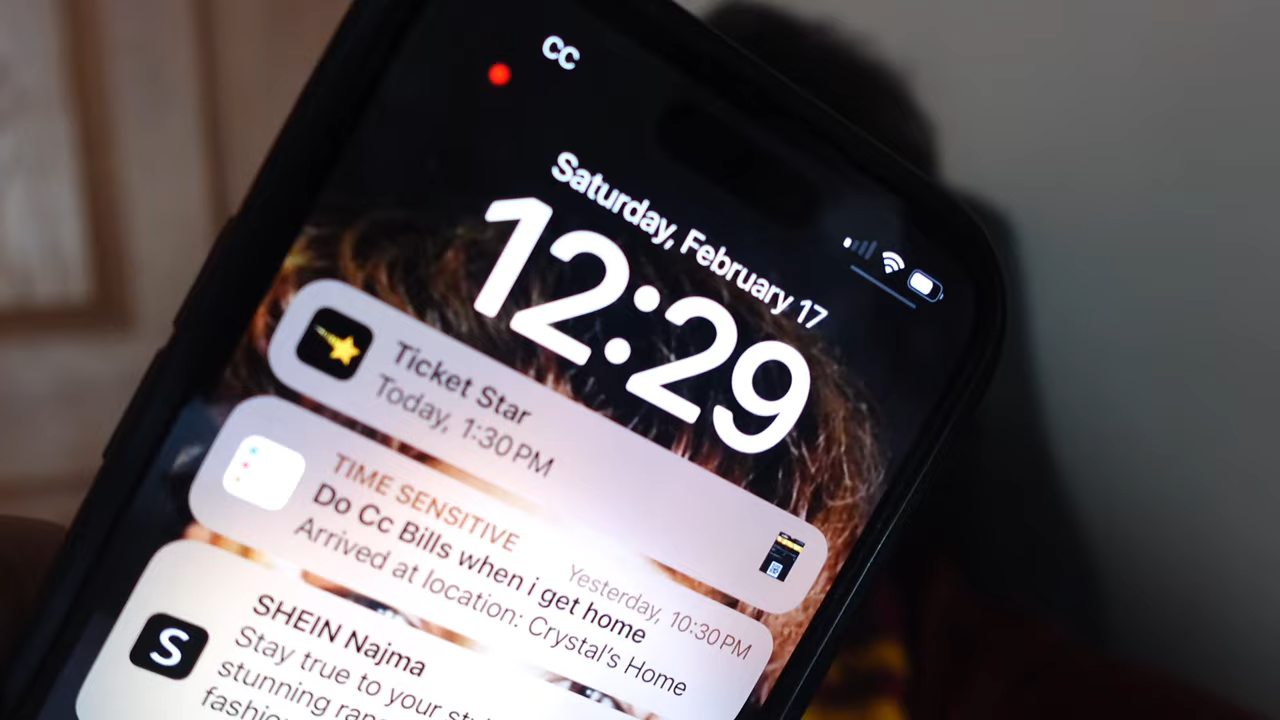 CC
Saturday, February 17
12:29
Ticket Star
Today, 1:30 PM
TIME SENSITIVE
Yesterday, 10:30 PM
Do Cc Bills when i get home
Arrived at location: Crystal's Home
S
SHEIN Najma
Stay true to your
stunning